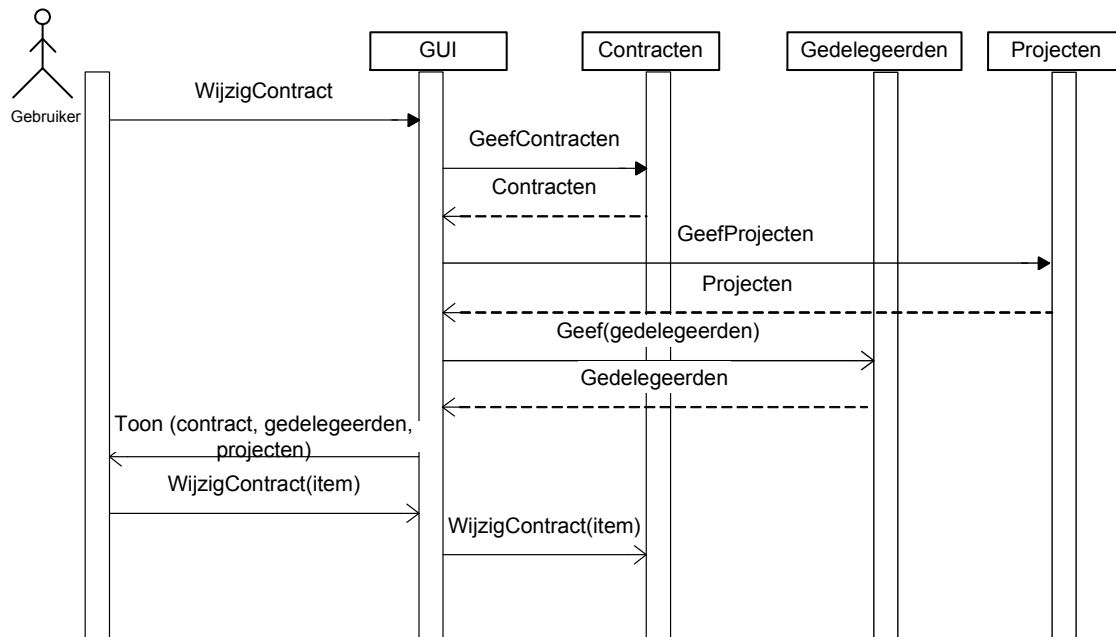 GUI
Contracten
Gedelegeerden
Projecten
Gebruiker
WijzigContract
GeefContracten
Contracten
GeefProjecten
Projecten
Geef(gedelegeerden)
Gedelegeerden
Toon (contract, gedelegeerden,
projecten)
WijzigContract(item)
WijzigContract(item)